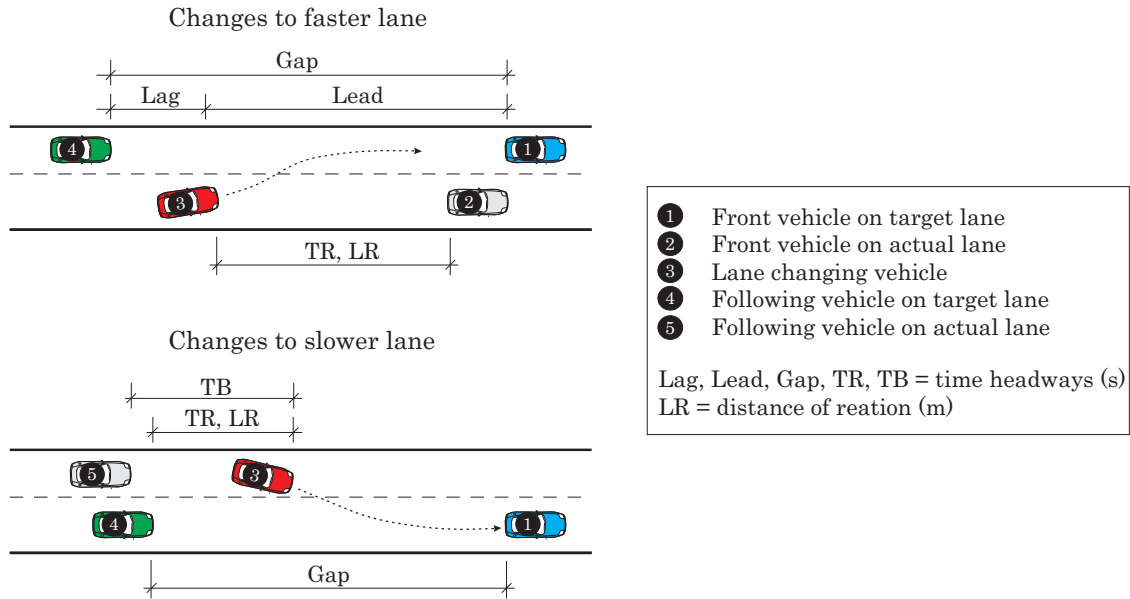 Changes to faster lane
Gap
Lag
Lead
4
1
3
2
TR, LR
Changes to slower lane
TB
TR, LR
5
3
4
1
Gap
1 Front vehicle on target lane
2 Front vehicle on actual lane
3 Lane changing vehicle
4 Following vehicle on target lane
5 Following vehicle on actual lane
Lag, Lead, Gap, TR, TB = time headways (s)
LR = distance of reation (m)